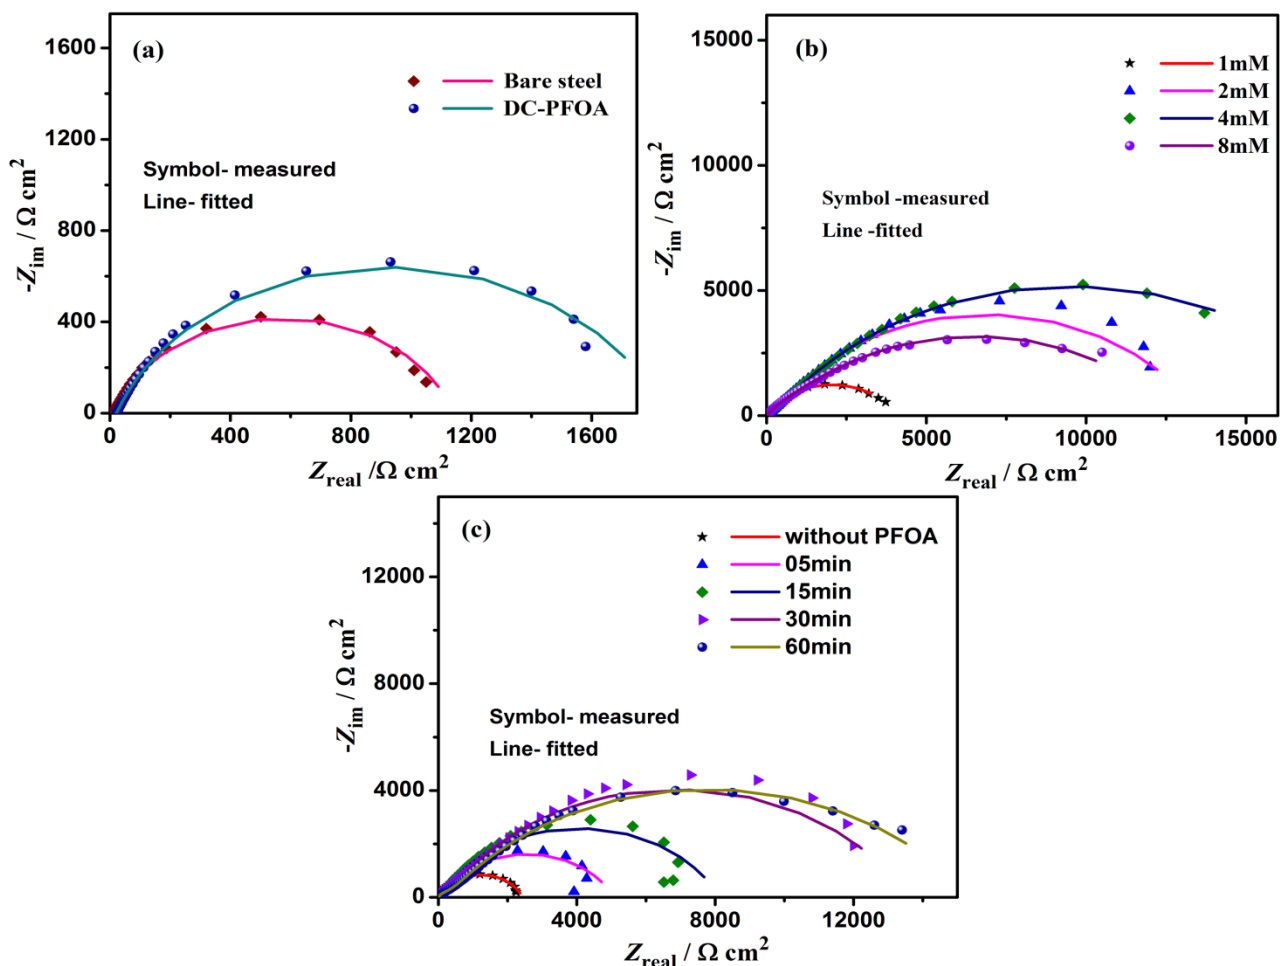 (a)
Bare steel
DC-PFOA
Symbol- measured
Line- fitted
1600
1200
800
400
0
-Zim / Ω cm²
0 400 800 1200 1600
Zreal /Ω cm²
(b)
1mM
2mM
4mM
8mM
Symbol -measured
Line -fitted
15000
10000
5000
0
-Zim / Ω cm²
0 5000 10000 15000
Zreal / Ω cm²
(c)
without PFOA
05min
15min
30min
60min
Symbol- measured
Line- fitted
12000
8000
4000
0
-Zim / Ω cm²
0 4000 8000 12000
Zreal / Ω cm²